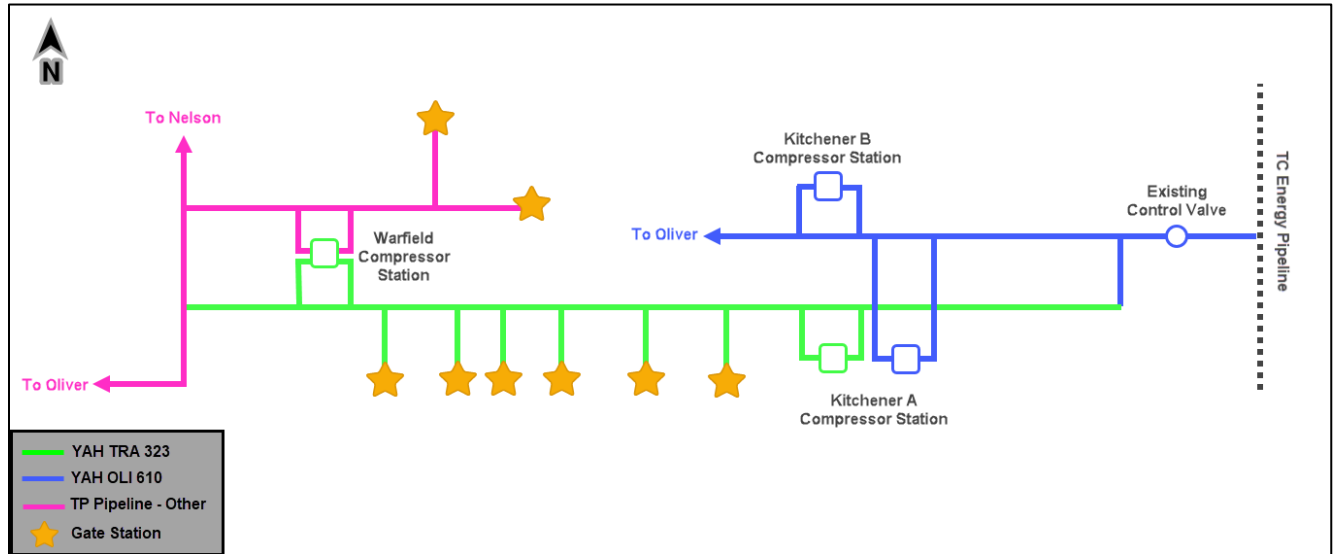 N
To Nelson
Kitchener B
Compressor Station
Existing
Control Valve
TC Energy Pipeline
Warfield
Compressor
Station
To Oliver
To Oliver
Kitchener A
Compressor Station
YAH TRA 323
YAH OLI 610
TP Pipeline - Other
Gate Station